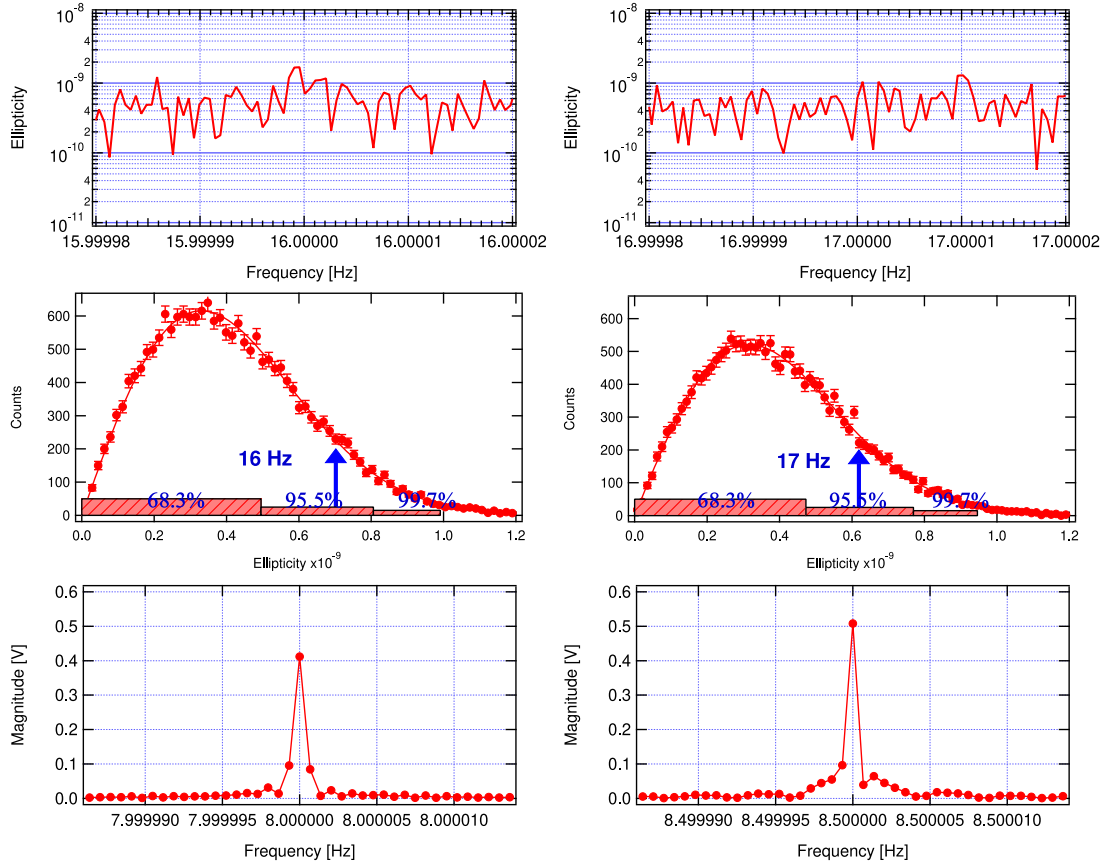 10-8
4
2
10-9
4
2
10-10
4
2
10-11
Ellipticity
15.99998 15.99999 16.00000 16.00001 16.00002
Frequency [Hz]
10-8
4
2
10-9
4
2
10-10
4
2
10-11
Ellipticity
16.99998 16.99999 17.00000 17.00001 17.00002
Frequency [Hz]
600
500
400
300
200
100
0
Counts
16 Hz
68.3% 95.5% 99.7%
0.0 0.2 0.4 0.6 0.8 1.0 1.2
Ellipticity x10-9
600
500
400
300
200
100
0
Counts
17 Hz
68.3% 95.5% 99.7%
0.0 0.2 0.4 0.6 0.8 1.0 1.2
Ellipticity x10-9
0.6
0.5
0.4
0.3
0.2
0.1
0.0
Magnitude [V]
7.999990 7.999995 8.000000 8.000005 8.000010
Frequency [Hz]
0.6
0.5
0.4
0.3
0.2
0.1
0.0
Magnitude [V]
8.499990 8.499995 8.500000 8.500005 8.500010
Frequency [Hz]